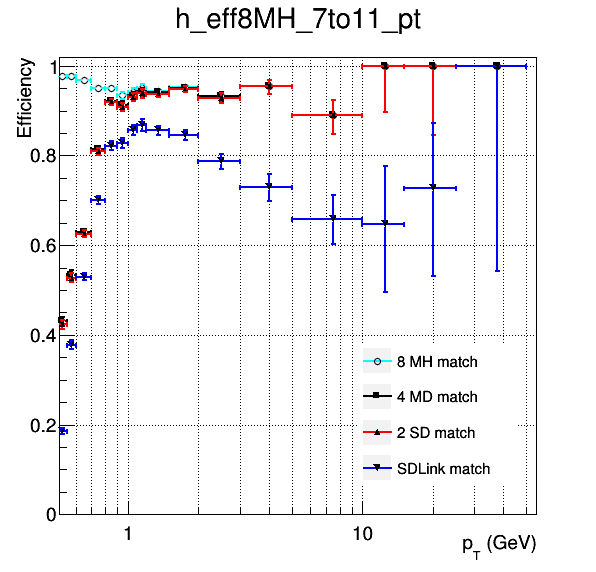 h_eff8MH_7to11_pt
Efficiency
1
0.8
0.6
0.4
0.2
0
8 MH match
4 MD match
2 SD match
SDLink match
1
10
p_T (GeV)